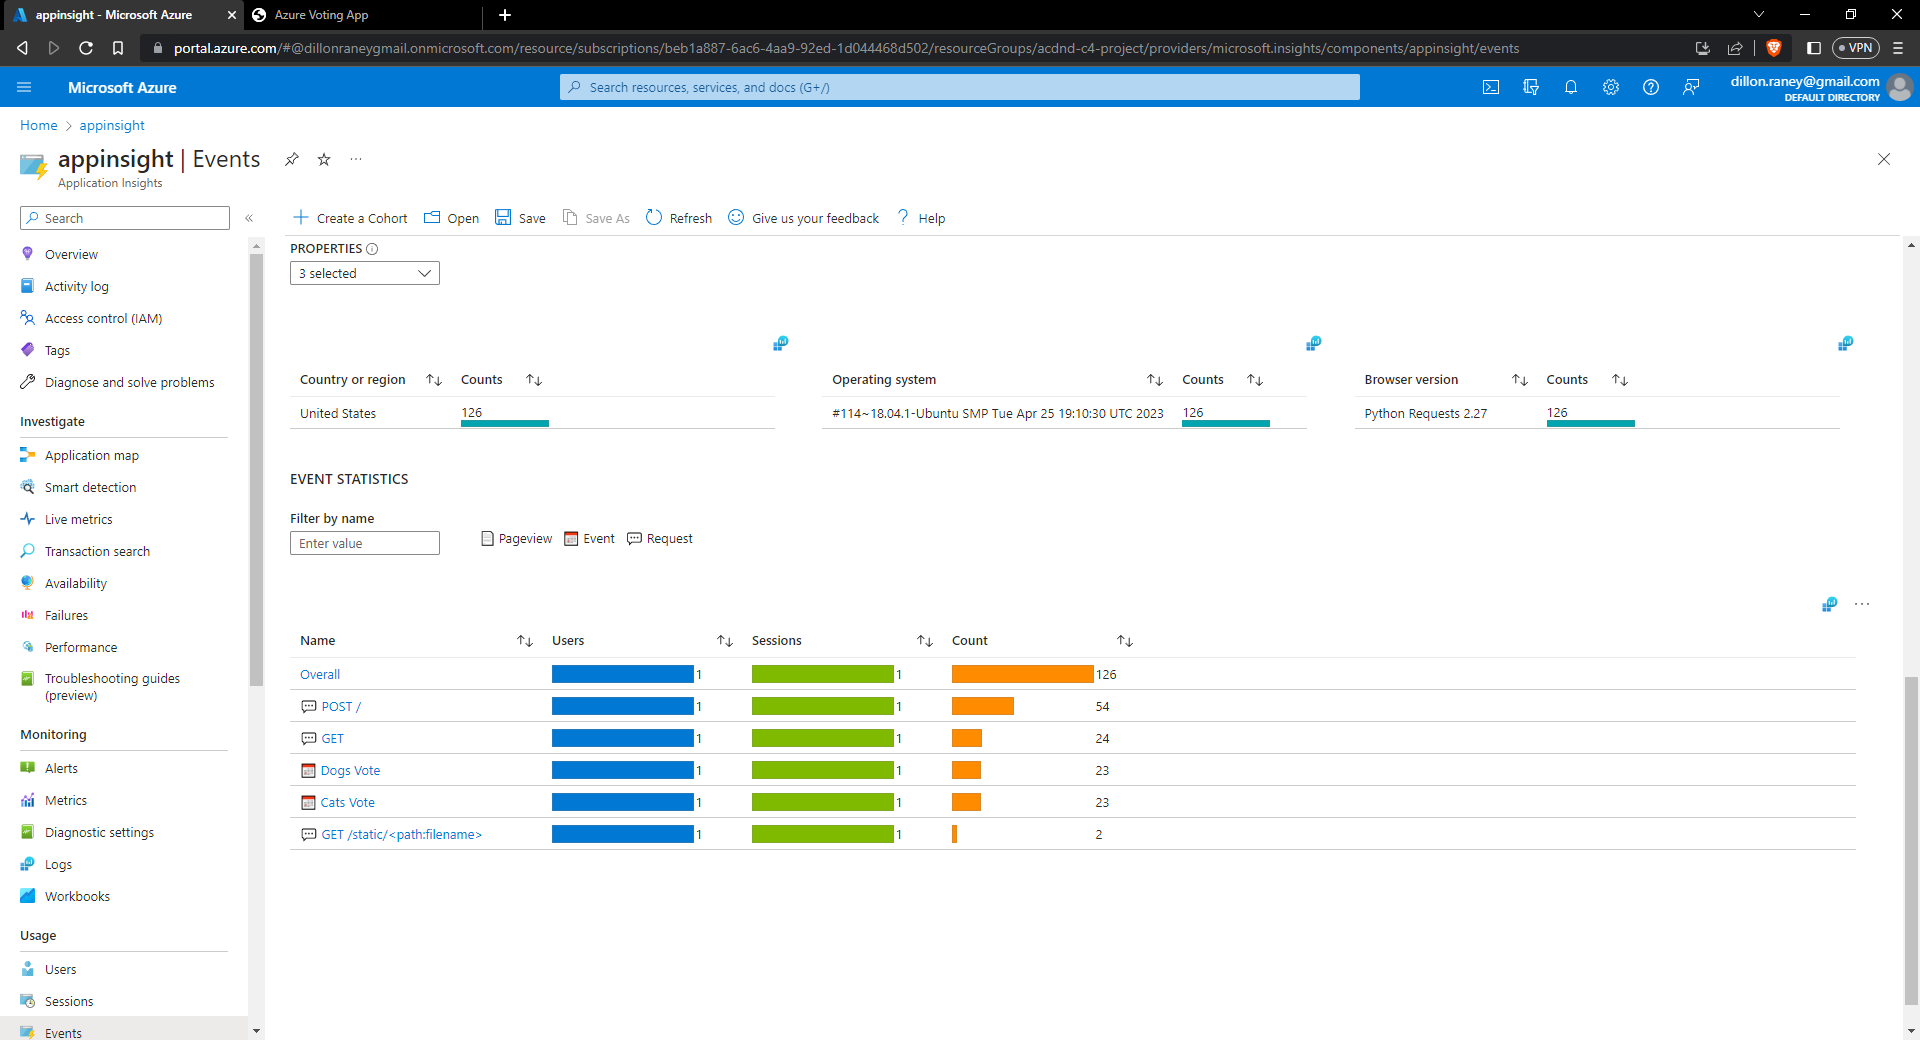 appinsight - Microsoft Azure
Azure Voting App
portal.azure.com/#@dillonraneygmail.onmicrosoft.com/resource/subscriptions/beb1a887-6ac6-4aa9-92ed-1d044468d502/resourceGroups/acdnd-c4-project/providers/microsoft.insights/components/appinsight/events
VPN
Microsoft Azure
Search resources, services, and docs (G+/)
dillon.raney@gmail.com
DEFAULT DIRECTORY
Home > appinsight
appinsight | Events
Application Insights
Search
Overview
Activity log
Access control (IAM)
Tags
Diagnose and solve problems
Investigate
Application map
Smart detection
Live metrics
Transaction search
Availability
Failures
Performance
Troubleshooting guides
(preview)
Monitoring
Alerts
Metrics
Diagnostic settings
Logs
Workbooks
Usage
Users
Sessions
Events
Create a Cohort Open Save Save As Refresh Give us your feedback Help
PROPERTIES
3 selected
Country or region Counts
United States 126
Operating system Counts
#114~18.04.1-Ubuntu SMP Tue Apr 25 19:10:30 UTC 2023 126
Browser version Counts
Python Requests 2.27 126
EVENT STATISTICS
Filter by name
Enter value
Pageview Event Request
Name Users Sessions Count
Overall 1 1 126
POST / 1 1 54
GET 1 1 24
Dogs Vote 1 1 23
Cats Vote 1 1 23
GET /static/<path:filename> 1 1 2